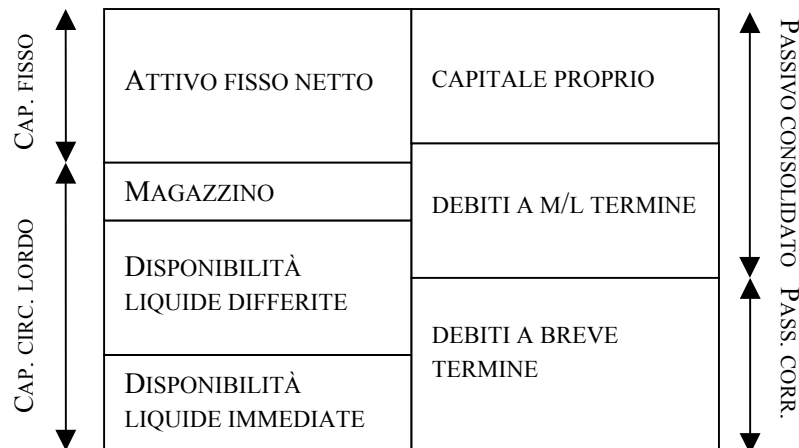 CAP. FISSO
CAP. CIRC. LORDO
ATTIVO FISSO NETTO
MAGAZZINO
DISPONIBILITÀ
LIQUIDE DIFFERITE
DISPONIBILITÀ
LIQUIDE IMMEDIATE
CAPITALE PROPRIO
DEBITI A M/L TERMINE
DEBITI A BREVE
TERMINE
PASSIVO CONSOLIDATO
PASS. CORR.